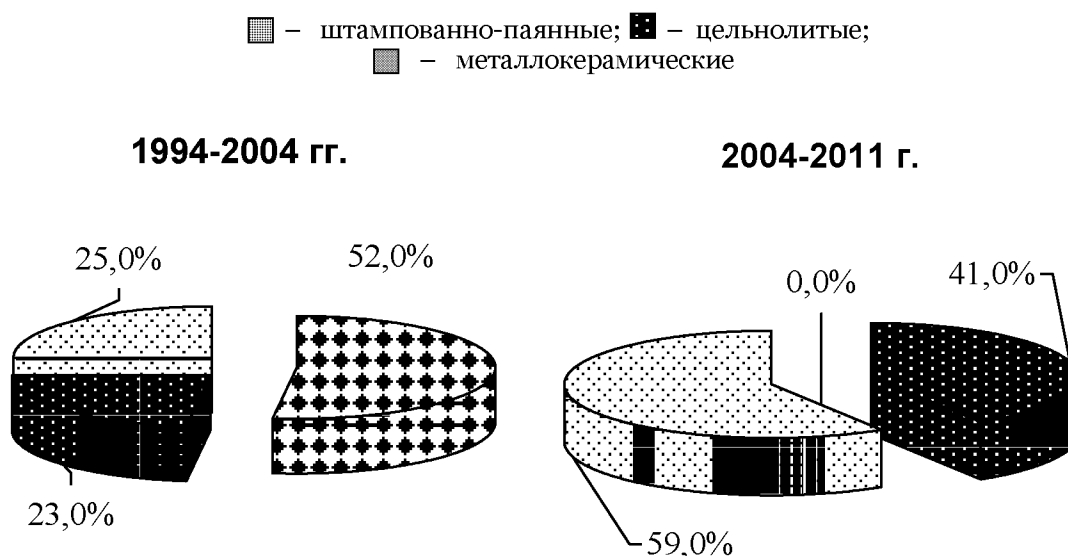 – штампованно-паянные; – цельнолитые;
– металлокерамические
1994-2004 гг.
2004-2011 г.
25,0%
52,0%
23,0%
0,0%
41,0%
59,0%